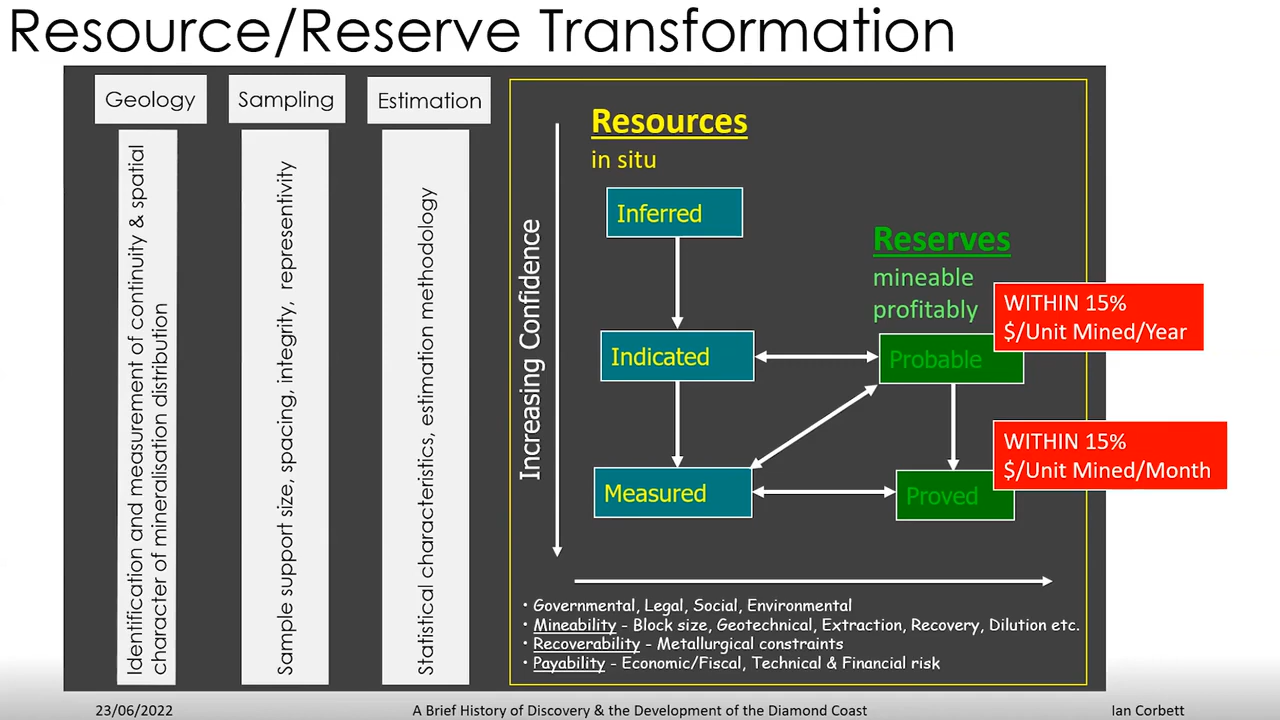 Resource/Reserve Transformation
Geology
Sampling
Estimation
Identification and measurement of continuity & spatial
character of mineralisation distribution
Sample support size, spacing, integrity, representivity
Statistical characteristics, estimation methodology
Increasing Confidence
Resources
in situ
Inferred
Indicated
Measured
Reserves
mineable
profitably
Probable
Proved
WITHIN 15%
$/Unit Mined/Year
WITHIN 15%
$/Unit Mined/Month
• Governmental, Legal, Social, Environmental
• Mineability - Block size, Geotechnical, Extraction, Recovery, Dilution etc.
• Recoverability - Metallurgical constraints
• Payability - Economic/Fiscal, Technical & Financial risk
23/06/2022
A Brief History of Discovery & the Development of the Diamond Coast
Ian Corbett